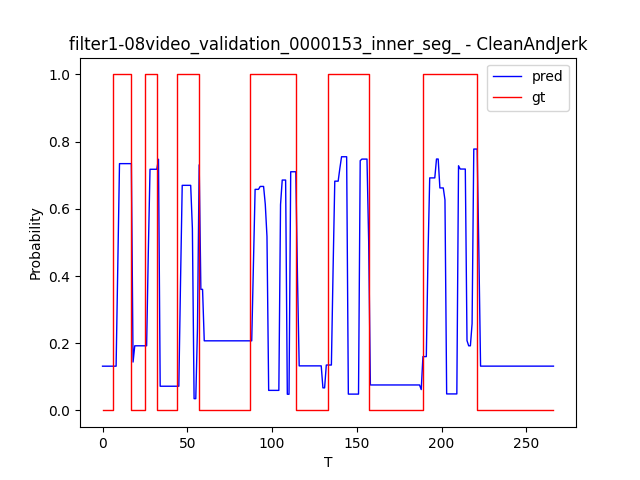 filter1-08video_validation_0000153_inner_seg_ - CleanAndJerk
pred
gt
1.0
0.8
0.6
0.4
0.2
0.0
Probability
0
50
100
150
200
250
T